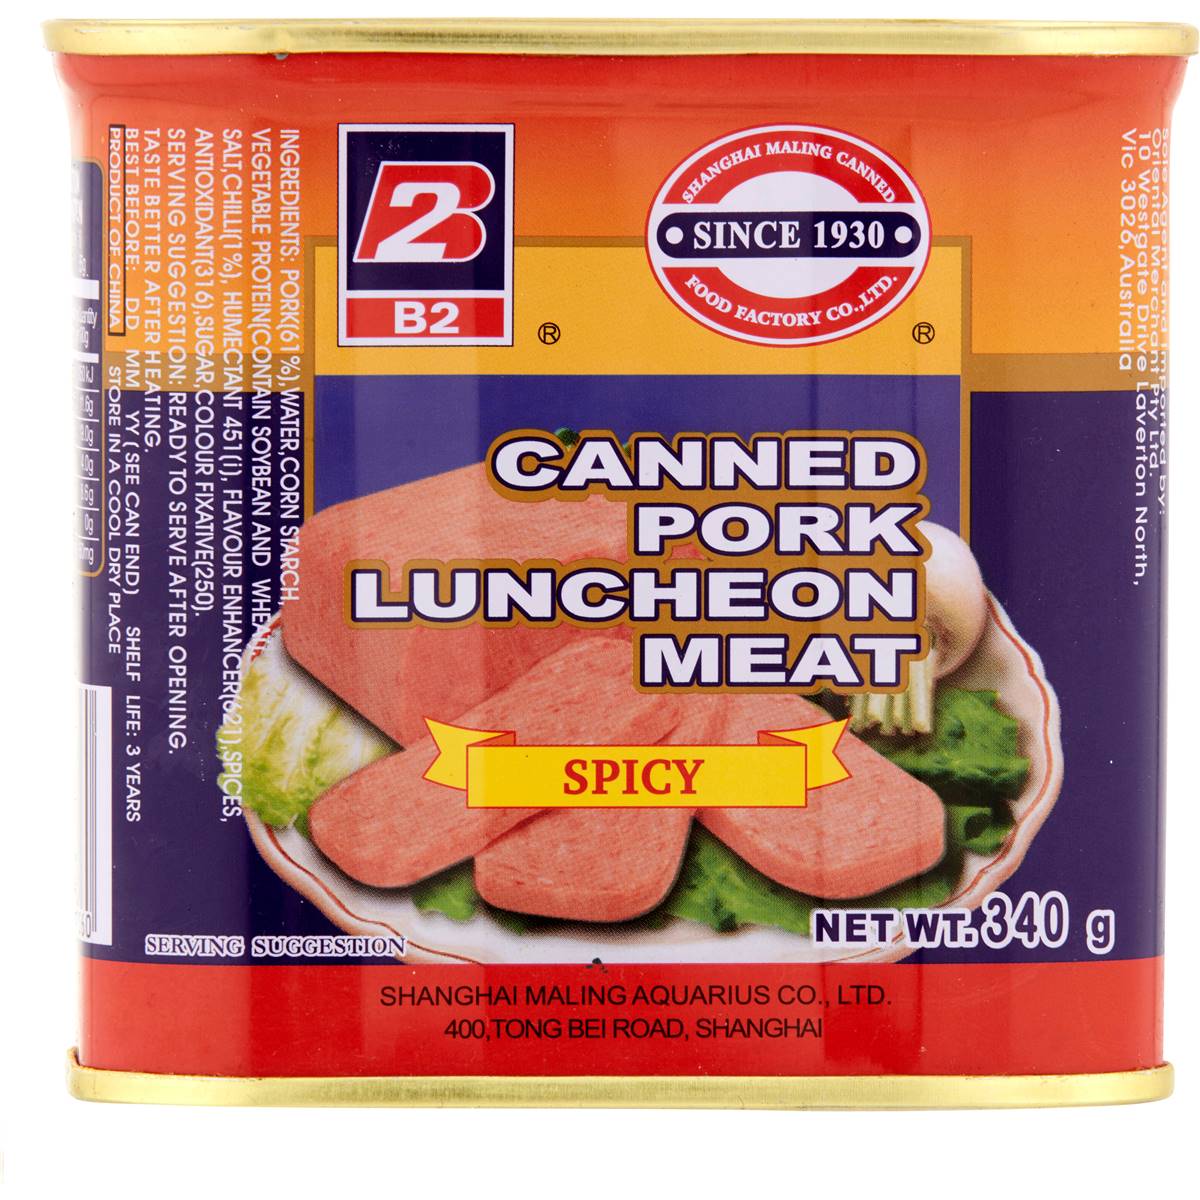 2
B2
®
SHANGHAI MALING CANNED
SINCE 1930
FOOD FACTORY CO.,LTD.
®
CANNED
PORK
LUNCHEON
MEAT
SPICY
NET WT. 340 g
SERVING SUGGESTION
SHANGHAI MALING AQUARIUS CO., LTD.
400,TONG BEI ROAD, SHANGHAI
INGREDIENTS: PORK(61%),WATER,CORN STARCH,
VEGETABLE PROTEIN(CONTAIN SOYBEAN AND WHEAT),
SALT,CHILLI(1%), HUMECTANT 451(i), FLAVOUR ENHANCER(621),SPICES,
ANTIOXIDANT(316),SUGAR,COLOUR FIXATIVE(250).
SERVING SUGGESTION: READY TO SERVE AFTER OPENING.
TASTE BETTER AFTER HEATING.
BEST BEFORE: DD MM YY ( SEE CAN END) SHELF LIFE: 3 YEARS
PRODUCT OF CHINA STORE IN A COOL DRY PLACE
Sole Agent and Imported by:
Oriental Merchant Pty Ltd.
10 Westgate Drive Laverton North,
Vic 3026,Australia